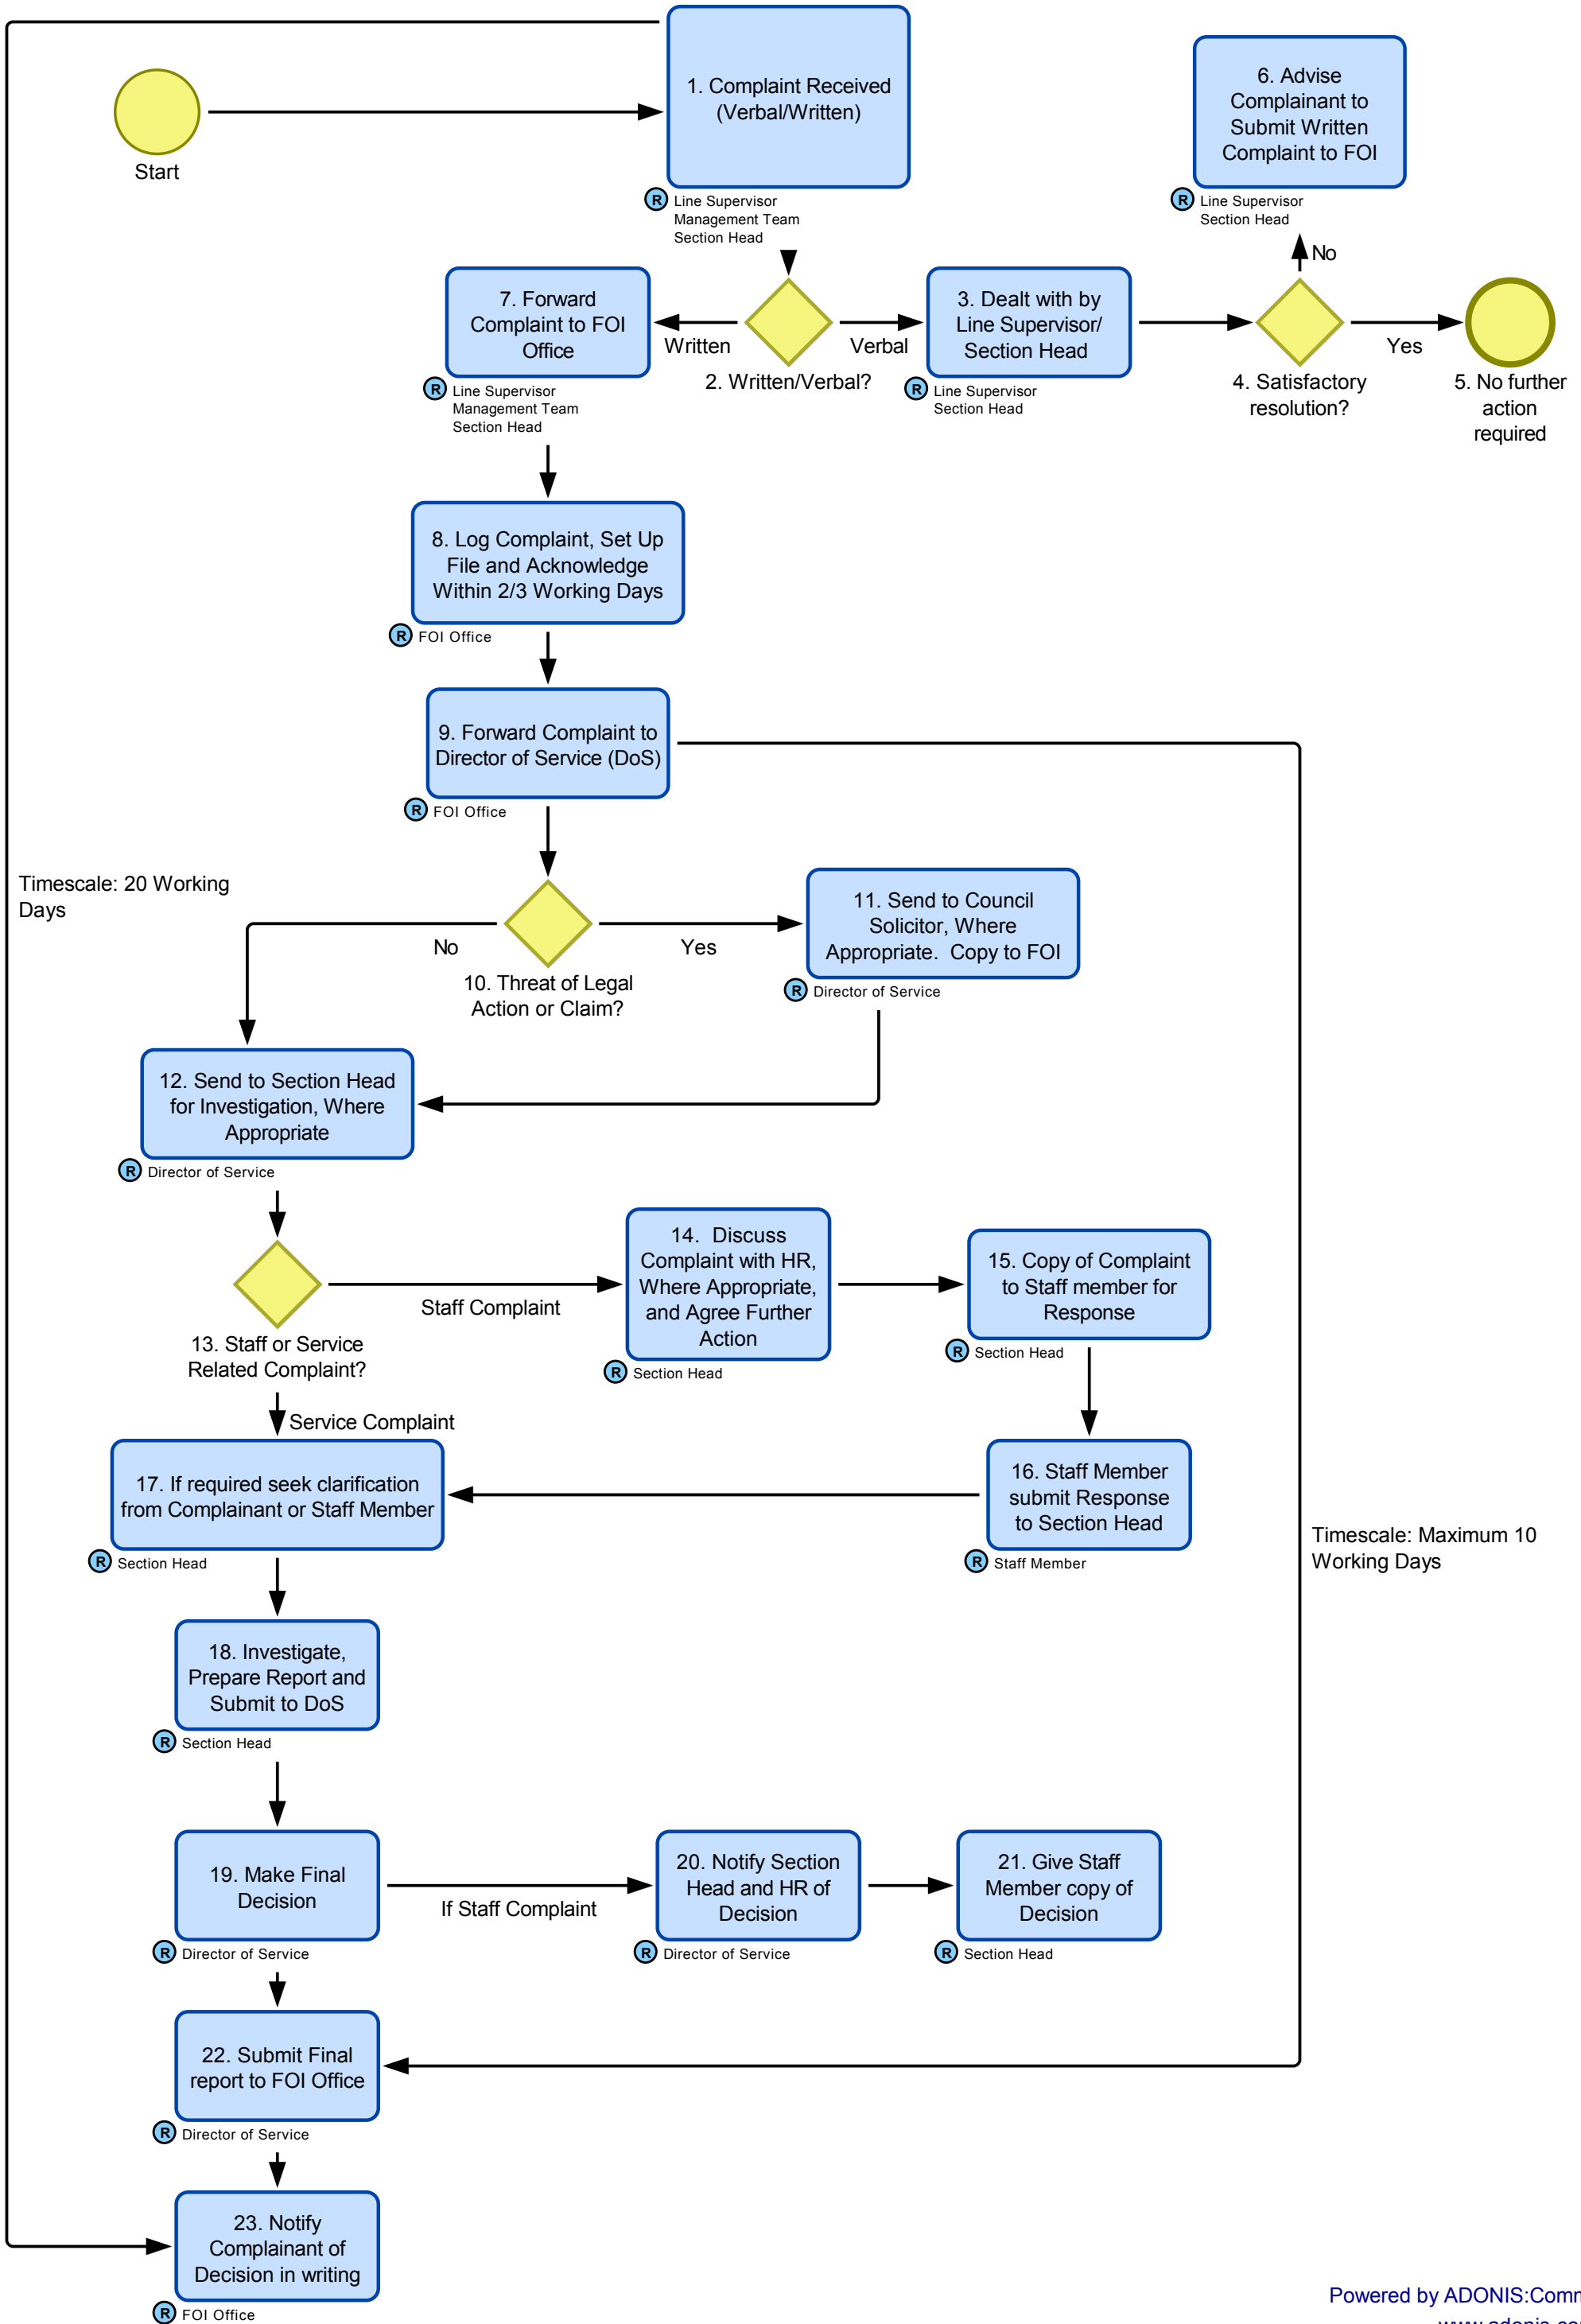 1. Complaint Received
(Verbal/Written)
R Line Supervisor
Management Team
Section Head
Start
6. Advise
Complainant to
Submit Written
Complaint to FOI
R Line Supervisor
Section Head
No
7. Forward
Complaint to FOI
Office
R Line Supervisor
Management Team
Section Head
Written
2. Written/Verbal?
Verbal
3. Dealt with by
Line Supervisor/
Section Head
R Line Supervisor
Section Head
4. Satisfactory
resolution?
Yes
5. No further
action
required
8. Log Complaint, Set Up
File and Acknowledge
Within 2/3 Working Days
R FOI Office
9. Forward Complaint to
Director of Service (DoS)
R FOI Office
Timescale: 20 Working
Days
No
10. Threat of Legal
Action or Claim?
Yes
11. Send to Council
Solicitor, Where
Appropriate. Copy to FOI
R Director of Service
12. Send to Section Head
for Investigation, Where
Appropriate
R Director of Service
13. Staff or Service
Related Complaint?
Staff Complaint
14. Discuss
Complaint with HR,
Where Appropriate,
and Agree Further
Action
R Section Head
15. Copy of Complaint
to Staff member for
Response
R Section Head
Service Complaint
17. If required seek clarification
from Complainant or Staff Member
R Section Head
16. Staff Member
submit Response
to Section Head
R Staff Member
Timescale: Maximum 10
Working Days
18. Investigate,
Prepare Report and
Submit to DoS
R Section Head
19. Make Final
Decision
R Director of Service
If Staff Complaint
20. Notify Section
Head and HR of
Decision
R Director of Service
21. Give Staff
Member copy of
Decision
R Section Head
22. Submit Final
report to FOI Office
R Director of Service
23. Notify
Complainant of
Decision in writing
R FOI Office
Powered by ADONIS:Comm